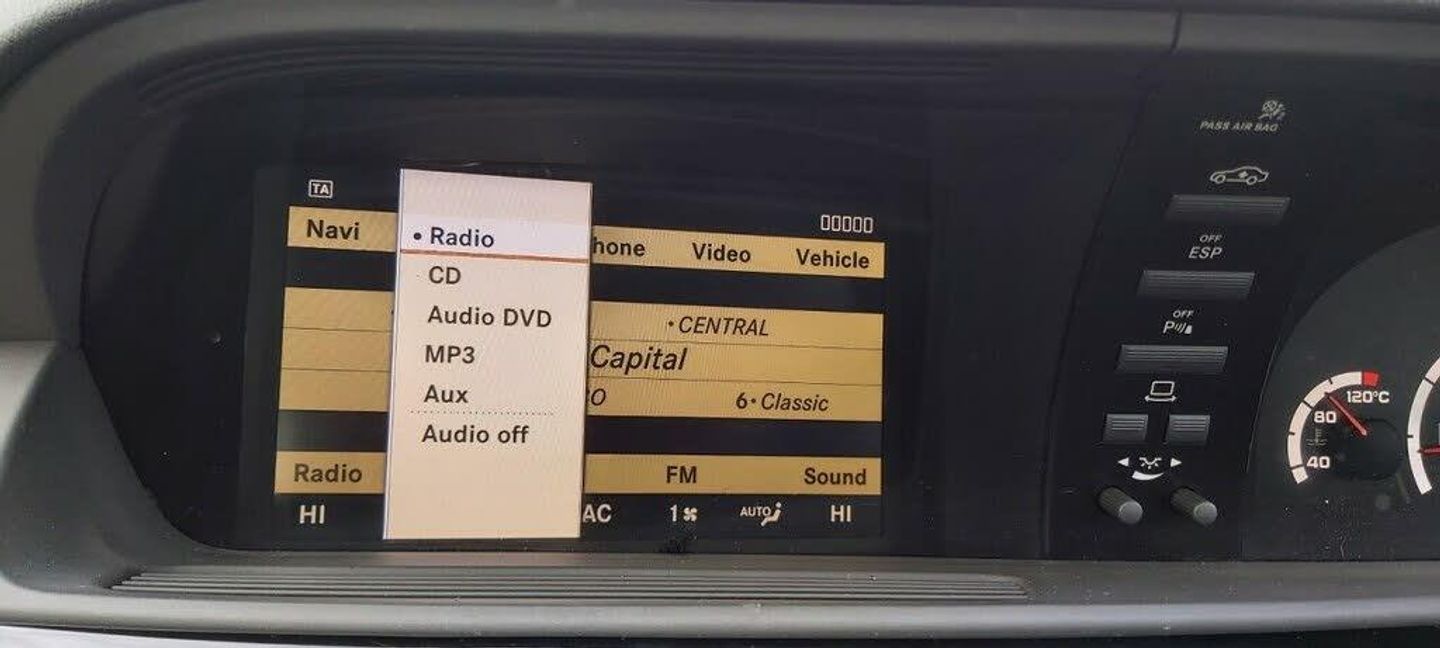 TA
Navi
hone Video Vehicle
• Radio
CD
Audio DVD
MP3
Aux
Audio off
• CENTRAL
Capital
O 6 • Classic
Radio FM Sound
HI AC 1 AUTO HI
PASS AIR BAG
OFF
ESP
OFF
P
120°C
80
40